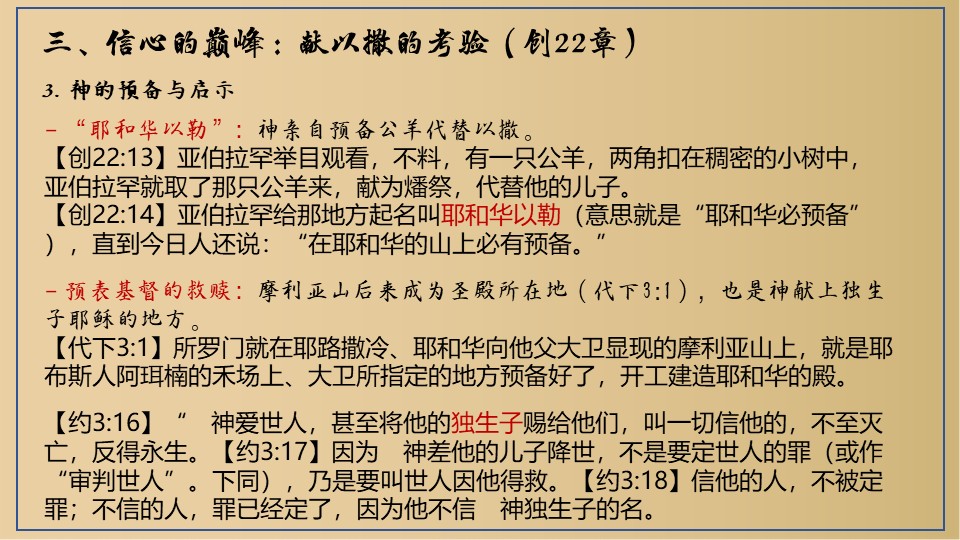 三、信心的巅峰：献以撒的考验（创22章）
3. 神的预备与启示
– “耶和华以勒”：神亲自预备公羊代替以撒。
【创22:13】亚伯拉罕举目观看，不料，有一只公羊，两角扣在稠密的小树中，
亚伯拉罕就取了那只公羊来，献为燔祭，代替他的儿子。
【创22:14】亚伯拉罕给那地方起名叫耶和华以勒（意思就是“耶和华必预备”
），直到今日人还说：“在耶和华的山上必有预备。”
– 预表基督的救赎：摩利亚山后来成为圣殿所在地（代下3:1），也是神献上独生
子耶稣的地方。
【代下3:1】所罗门就在耶路撒冷、耶和华向他父大卫显现的摩利亚山上，就是耶
布斯人阿珥楠的禾场上、大卫所指定的地方预备好了，开工建造耶和华的殿。
【约3:16】 “　神爱世人，甚至将他的独生子赐给他们，叫一切信他的，不至灭
亡，反得永生。【约3:17】因为　神差他的儿子降世，不是要定世人的罪（或作
“审判世人”。下同），乃是要叫世人因他得救。【约3:18】信他的人，不被定
罪；不信的人，罪已经定了，因为他不信　神独生子的名。